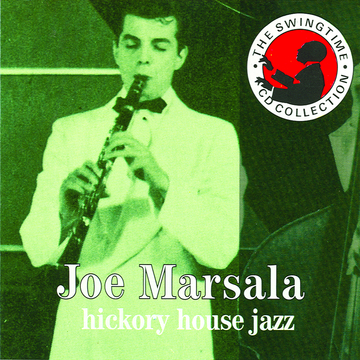 • THE SWINGTIME •
CD COLLECTION
Joe Marsala
hickory house jazz